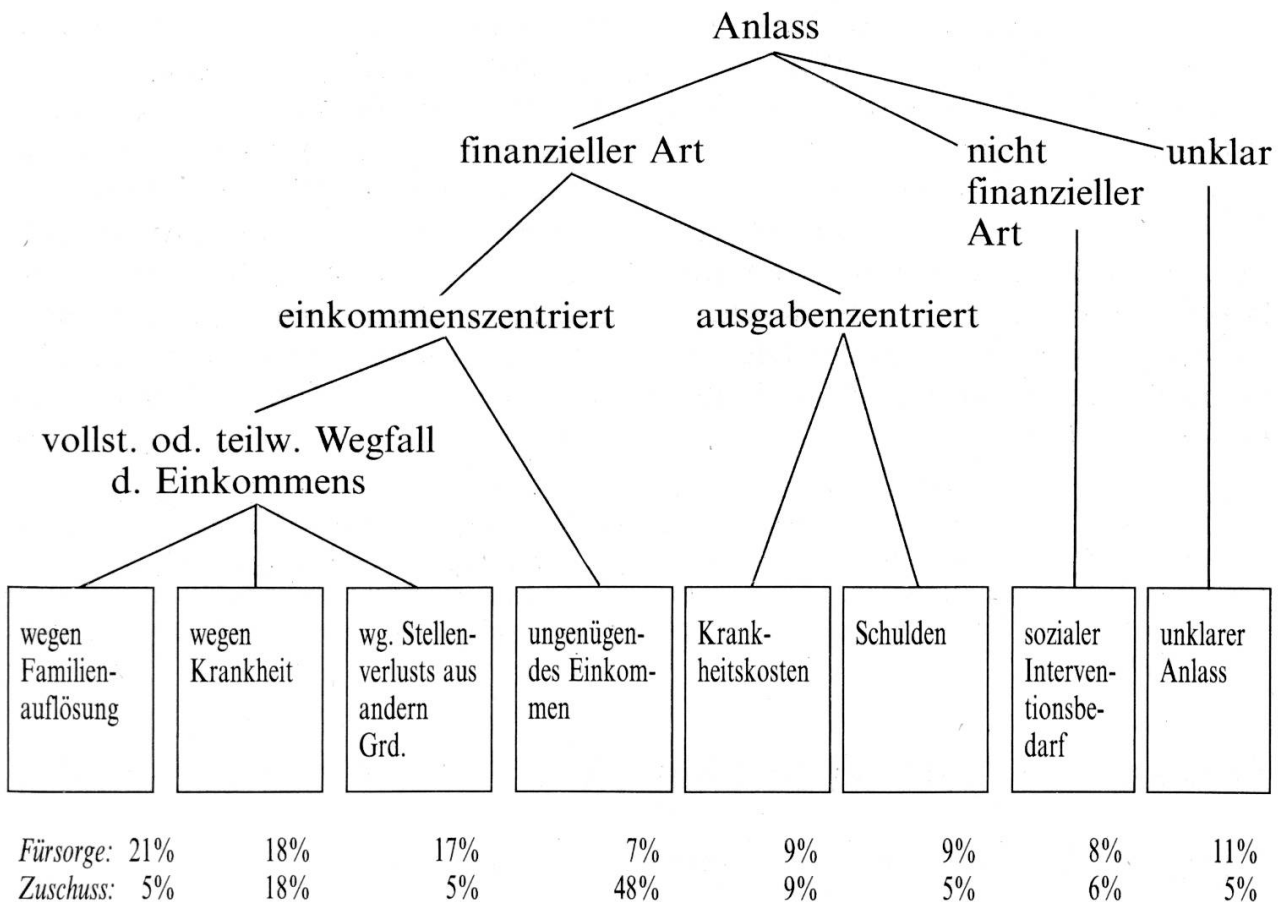 Anlass
finanzieller Art
nicht
finanzieller
Art
unklar
einkommenszentriert
ausgabenzentriert
vollst. od. teilw. Wegfall
d. Einkommens
wegen
Familien-
auflösung
wegen
Krankheit
wg. Stellen-
verlusts aus
andern
Grd.
ungenügen-
des Einkom-
men
Krank-
heitskosten
Schulden
sozialer
Interven-
tionsbe-
darf
unklarer
Anlass
Fürsorge: 21% 18% 17% 7% 9% 9% 8% 11%
Zuschuss: 5% 18% 5% 48% 9% 5% 6% 5%